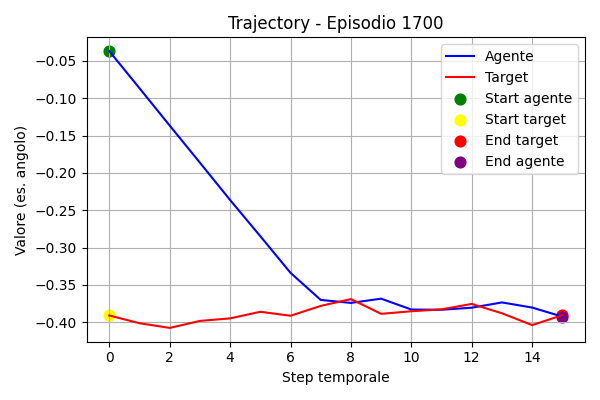 Trajectory - Episodio 1700
Agente
Target
Start agente
Start target
End target
End agente
Valore (es. angolo)
−0.05
−0.10
−0.15
−0.20
−0.25
−0.30
−0.35
−0.40
0 2 4 6 8 10 12 14
Step temporale